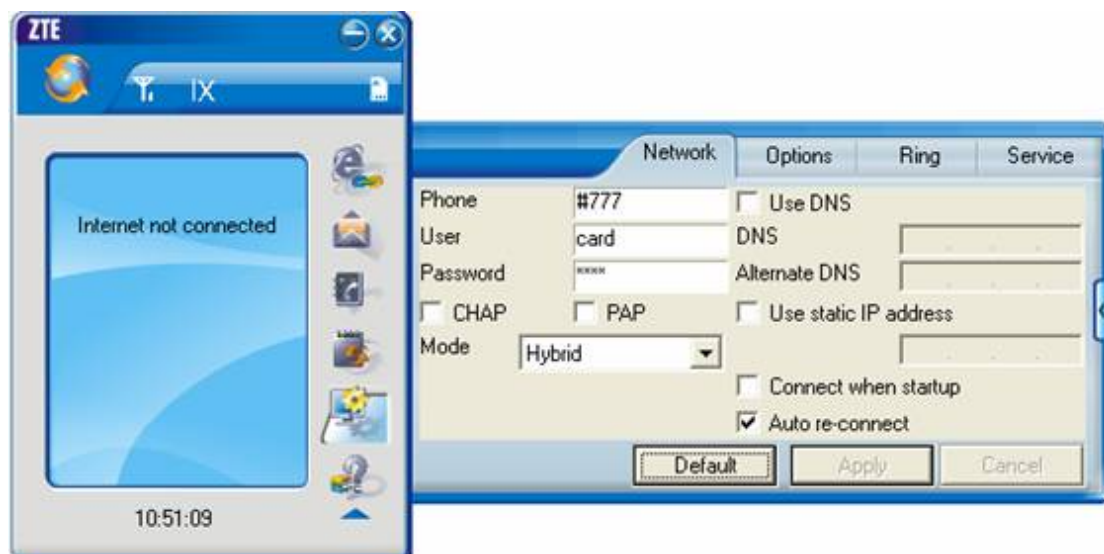 ZTE
IX
Internet not connected
10:51:09
Network Options Ring Service
Phone #777 Use DNS
User card DNS
Password **** Alternate DNS
CHAP PAP Use static IP address
Mode Hybrid
Connect when startup
Auto re-connect
Default Apply Cancel